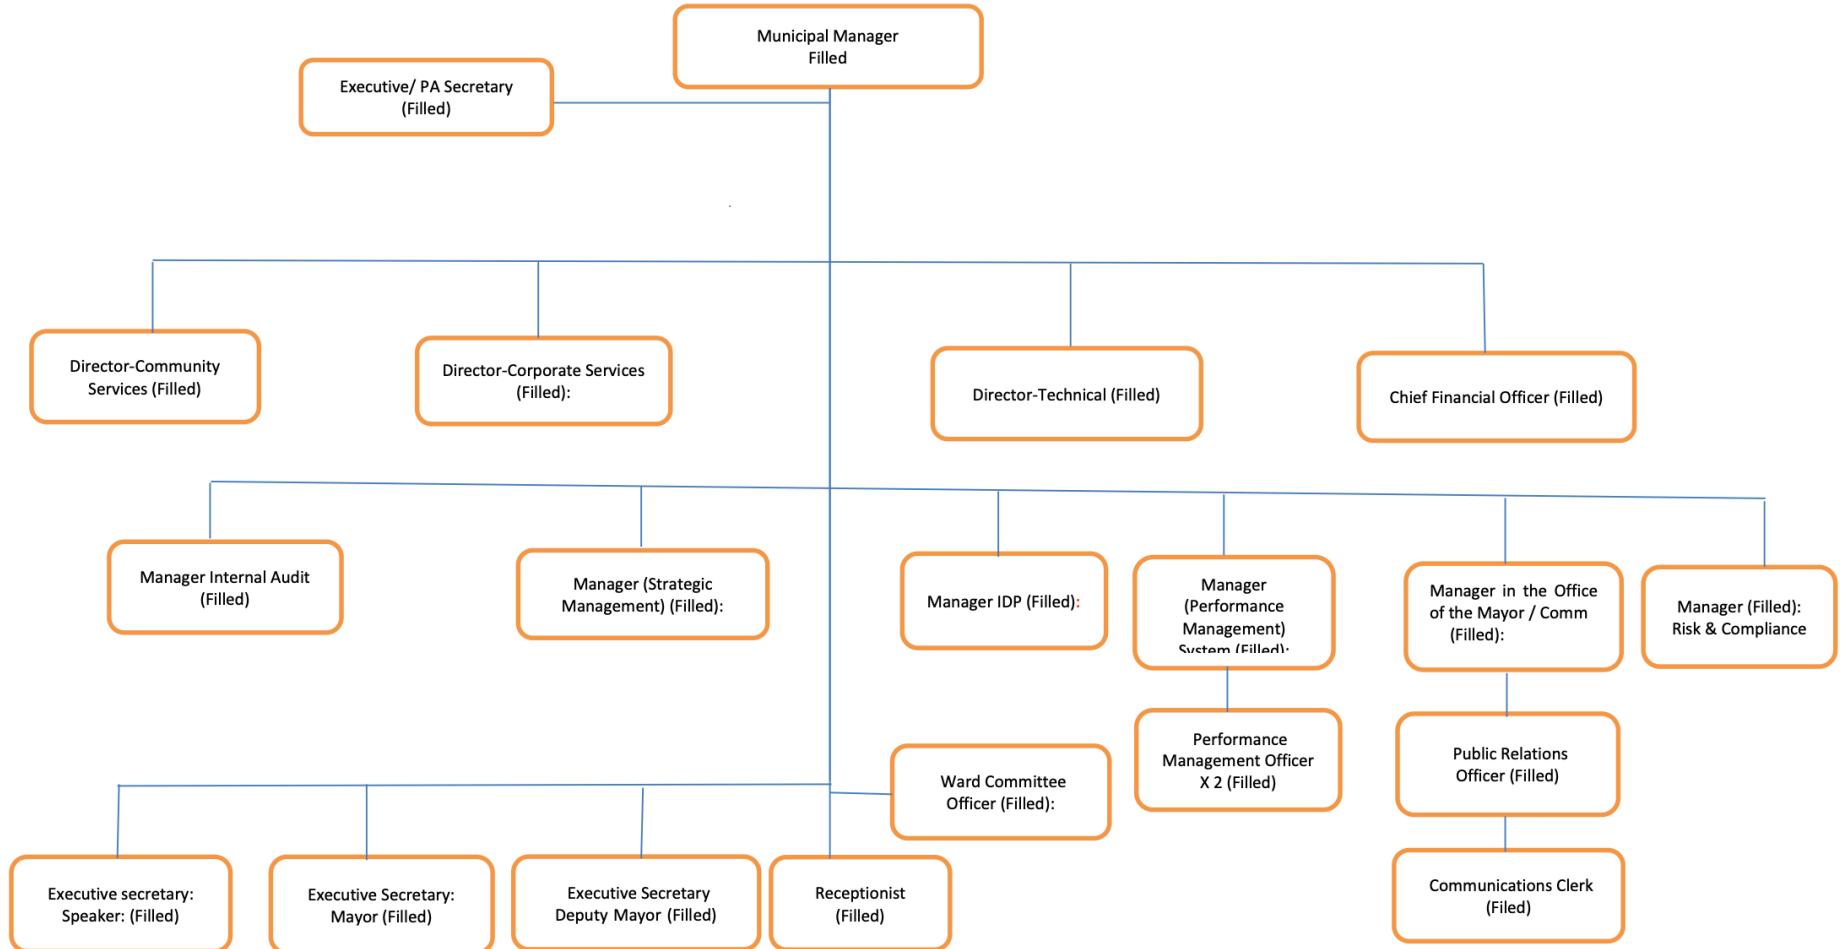 Municipal Manager
Filled
Executive/ PA Secretary
(Filled)
Director-Community
Services (Filled)
Director-Corporate Services
(Filled):
Director-Technical (Filled)
Chief Financial Officer (Filled)
Manager Internal Audit
(Filled)
Manager (Strategic
Management) (Filled):
Manager IDP (Filled):
Manager
(Performance
Management)
System (Filled):
Manager in the Office
of the Mayor / Comm
(Filled):
Manager (Filled):
Risk & Compliance
Performance
Management Officer
X 2 (Filled)
Public Relations
Officer (Filled)
Ward Committee
Officer (Filled):
Executive secretary:
Speaker: (Filled)
Executive Secretary:
Mayor (Filled)
Executive Secretary
Deputy Mayor (Filled)
Receptionist
(Filled)
Communications Clerk
(Filed)